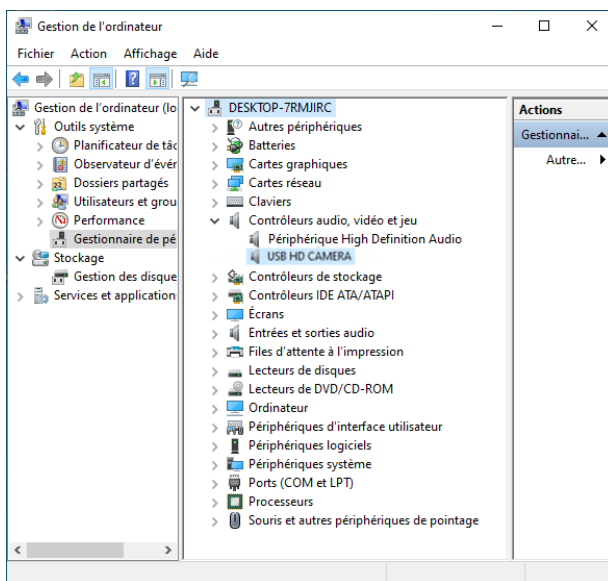 Gestion de l'ordinateur
Fichier Action Affichage Aide
Gestion de l'ordinateur (lo
Outils système
Planificateur de tâc
Observateur d'évér
Dossiers partagés
Utilisateurs et grou
Performance
Gestionnaire de pé
Stockage
Gestion des disque
Services et application
DESKTOP-7RMJIRC
Autres périphériques
Batteries
Cartes graphiques
Cartes réseau
Claviers
Contrôleurs audio, vidéo et jeu
Périphérique High Definition Audio
USB HD CAMERA
Contrôleurs de stockage
Contrôleurs IDE ATA/ATAPI
Écrans
Entrées et sorties audio
Files d'attente à l'impression
Lecteurs de disques
Lecteurs de DVD/CD-ROM
Ordinateur
Périphériques d'interface utilisateur
Périphériques logiciels
Périphériques système
Ports (COM et LPT)
Processeurs
Souris et autres périphériques de pointage
Actions
Gestionnai...
Autre...